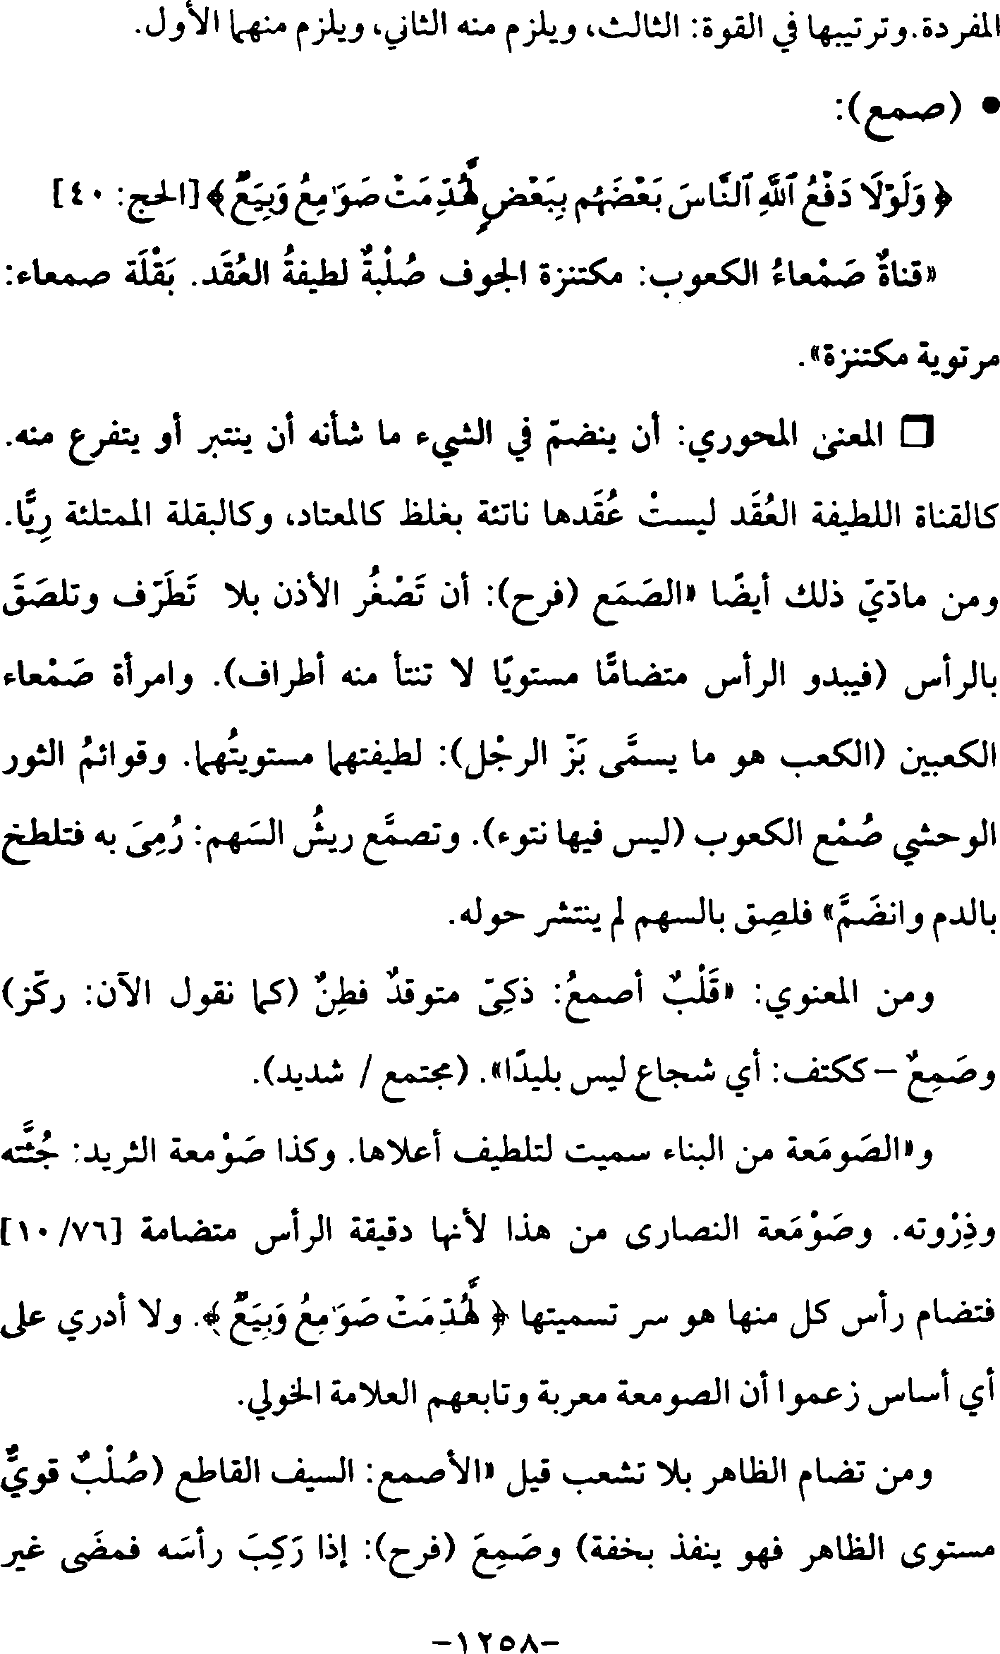 المفردة. وترتيبها في القوة: الثالث، ويلزم منه الثاني، ويلزم منهما الأول.
• (صمع):
﴿ وَلَوْلَا دَفْعُ ٱللَّهِ ٱلنَّاسَ بَعْضَهُم بِبَعْضٍ لَّهُدِّمَتْ صَوَٰمِعُ وَبِيَعٌ ﴾ [الحج: ٤٠]
«قناةٌ صَمْعاءُ الكعوب: مكتنزة الجوف صُلْبةٌ لطيفةُ العُقَد. بَقْلَة صمعاء:
مرتوية مكتنزة».
❒ المعنى المحوري: أن ينضمّ في الشيء ما شأنه أن ينتبر أو يتفرع منه.
كالقناة اللطيفة العُقَد ليستْ عُقَدها ناتئة بغلظ كالمعتاد، وكالبقلة الممتلئة رِيًّا.
ومن مادّيّ ذلك أيضًا «الصَمَع (فرح): أن تَصْغُر الأذن بلا تَطَرّف وتلصَقَ
بالرأس (فيبدو الرأس متضامًّا مستويًا لا تنتأ منه أطراف). وامرأة صَمْعاء
الكعبين (الكعب هو ما يسمَّى بَزّ الرجْل): لطيفتهما مستويتُهما. وقوائمُ الثور
الوحشي صُمْع الكعوب (ليس فيها نتوء). وتصمَّع ريشُ السَهم: رُمِىَ به فتلطخ
بالدم وانضَمَّ» فلصِق بالسهم لم ينتشر حوله.
ومن المعنوي: «قَلْبٌ أصمعُ: ذكِىّ متوقدٌ فطِنٌ (كما نقول الآن: ركّز)
وصَمِعٌ – ككتف: أي شجاع ليس بليدًا». (مجتمع / شديد).
و«الصَومَعة من البناء سميت لتلطيف أعلاها. وكذا صَوْمعة الثريد: جُثَّته
وذِرْوته. وصَوْمَعة النصارى من هذا لأنها دقيقة الرأس متضامة [١٠/٧٦]
فتضام رأس كل منها هو سر تسميتها ﴿ لَّهُدِّمَتْ صَوَٰمِعُ وَبِيَعٌ ﴾. ولا أدري على
أي أساس زعموا أن الصومعة معربة وتابعهم العلامة الخولي.
ومن تضام الظاهر بلا تشعب قيل «الأصمع: السيف القاطع (صُلْبٌ قويٌّ
مستوى الظاهر فهو ينفذ بخفة) وصَمِعَ (فرح): إذا رَكِبَ رأسَه فمضَى غير
-١٢٥٨-